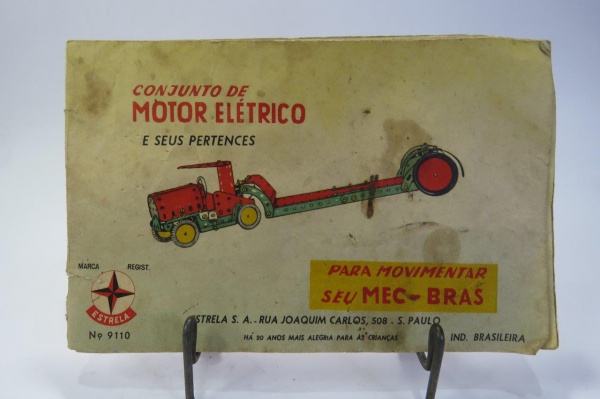 CONJUNTO DE
MOTOR ELÉTRICO
E SEUS PERTENCES
MARCA REGIST.
ESTRELA
Nº 9110
PARA MOVIMENTAR
SEU MEC-BRAS
ESTRELA S. A. - RUA JOAQUIM CARLOS, 508 - S. PAULO
HÁ 20 ANOS MAIS ALEGRIA PARA AS CRIANÇAS
IND. BRASILEIRA